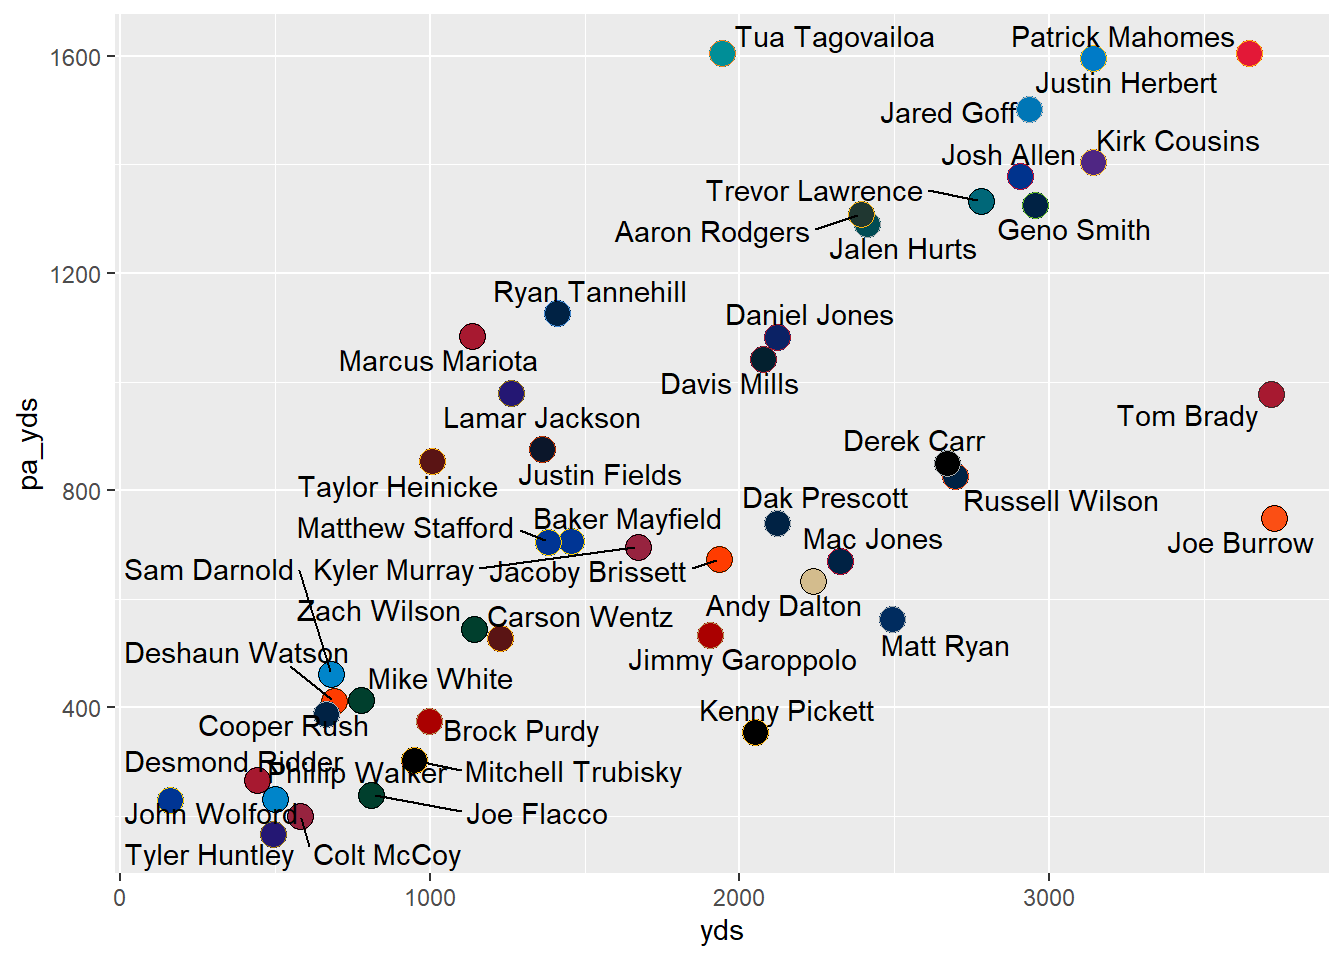 1600
Tua Tagovailoa
Patrick Mahomes
Justin Herbert
Jared Goff
Kirk Cousins
Josh Allen
Trevor Lawrence
Aaron Rodgers
Geno Smith
Jalen Hurts
1200
Ryan Tannehill
Daniel Jones
Marcus Mariota
Davis Mills
Lamar Jackson
Tom Brady
Derek Carr
Justin Fields
Taylor Heinicke
800
Dak Prescott
Russell Wilson
Matthew Stafford
Baker Mayfield
Mac Jones
Joe Burrow
Sam Darnold
Kyler Murray
Jacoby Brissett
Zach Wilson
Carson Wentz
Andy Dalton
Matt Ryan
Deshaun Watson
Jimmy Garoppolo
Mike White
400
Kenny Pickett
Cooper Rush
Brock Purdy
Desmond Ridder
Phillip Walker
Mitchell Trubisky
John Wolford
Joe Flacco
Tyler Huntley
Colt McCoy
pa_yds
0
1000
2000
3000
yds